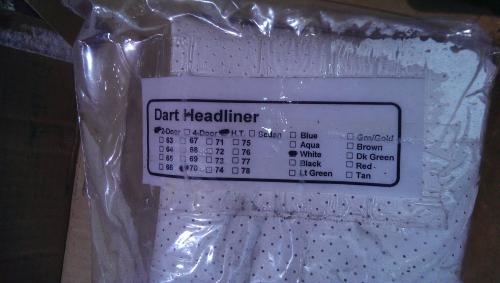 Dart Headliner
2-Door 4-Door H.T. Sedan
63 67 71 75
64 68 72 76
65 69 73 77
66 70 74 78
Blue
Aqua
White
Black
Lt Green
Grn/Gold
Brown
Dk Green
Red
Tan